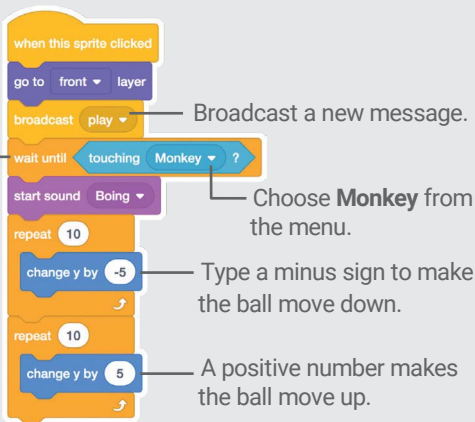 when this sprite clicked
go to front layer
broadcast play
Broadcast a new message.
wait until touching Monkey ?
start sound Boing
Choose Monkey from
the menu.
repeat 10
change y by -5
Type a minus sign to make
the ball move down.
repeat 10
change y by 5
A positive number makes
the ball move up.